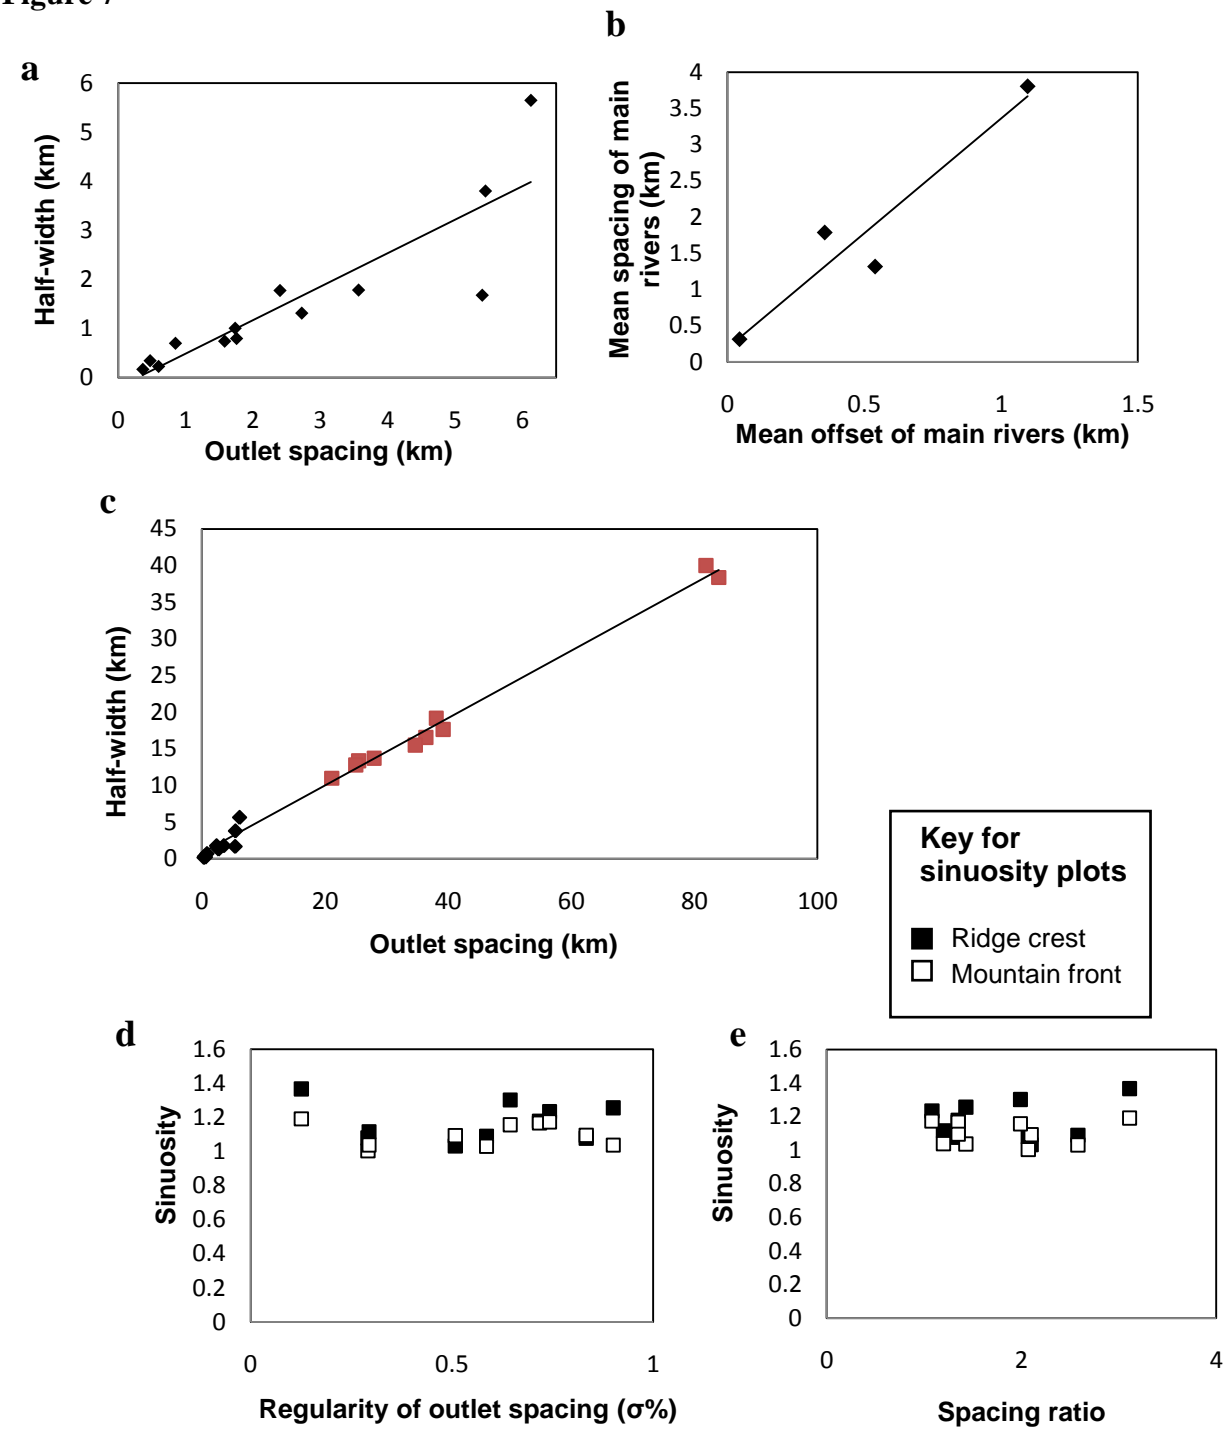 Figure 7
a
6
5
4
3
2
1
0
Half-width (km)
0 1 2 3 4 5 6
Outlet spacing (km)
b
4
3.5
3
2.5
2
1.5
1
0.5
0
Mean spacing of main
rivers (km)
0 0.5 1 1.5
Mean offset of main rivers (km)
c
45
40
35
30
25
20
15
10
5
0
Half-width (km)
0 20 40 60 80 100
Outlet spacing (km)
Key for
sinuosity plots
Ridge crest
Mountain front
d
1.6
1.4
1.2
1
0.8
0.6
0.4
0.2
0
Sinuosity
0 0.5 1
Regularity of outlet spacing (σ%)
e
1.6
1.4
1.2
1
0.8
0.6
0.4
0.2
0
Sinuosity
0 2 4
Spacing ratio